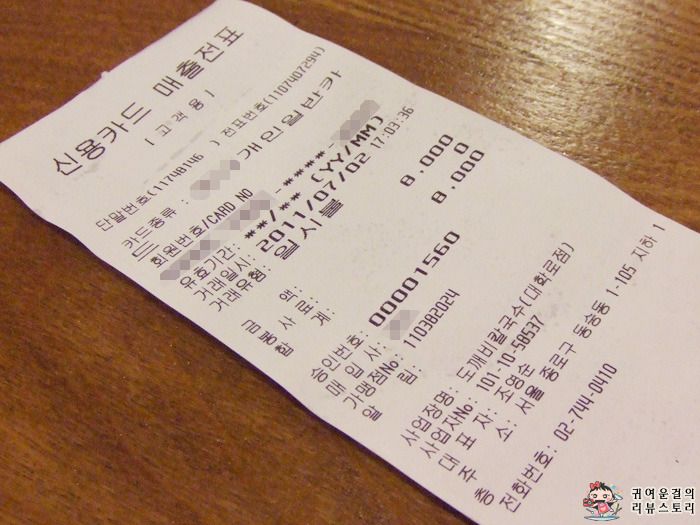 신용카드 매출전표
[ 고객용 ]
단말번호(11748146 ) 전표번호(1107407294)
카드종류 : 개인일반카
회원번호/CARD NO
유효기간: **/** (YY/MM)
거래일시: 2011/07/02 17:03:36
거래유형: 일시불
금 액: 8,000
봉 사 료: 0
합 계: 8,000
승인번호: 00001560
매 입 사:
가맹점No: 110382024
알 림:
사업장명: 도깨비칼국수(대학로점)
사업자No: 101-10-58537
대 표 자: 조영순
주 소: 서울 종로구 동숭동 1-105 지하 1
층
전화번호: 02-744-0410
귀여운걸의
리뷰스토리